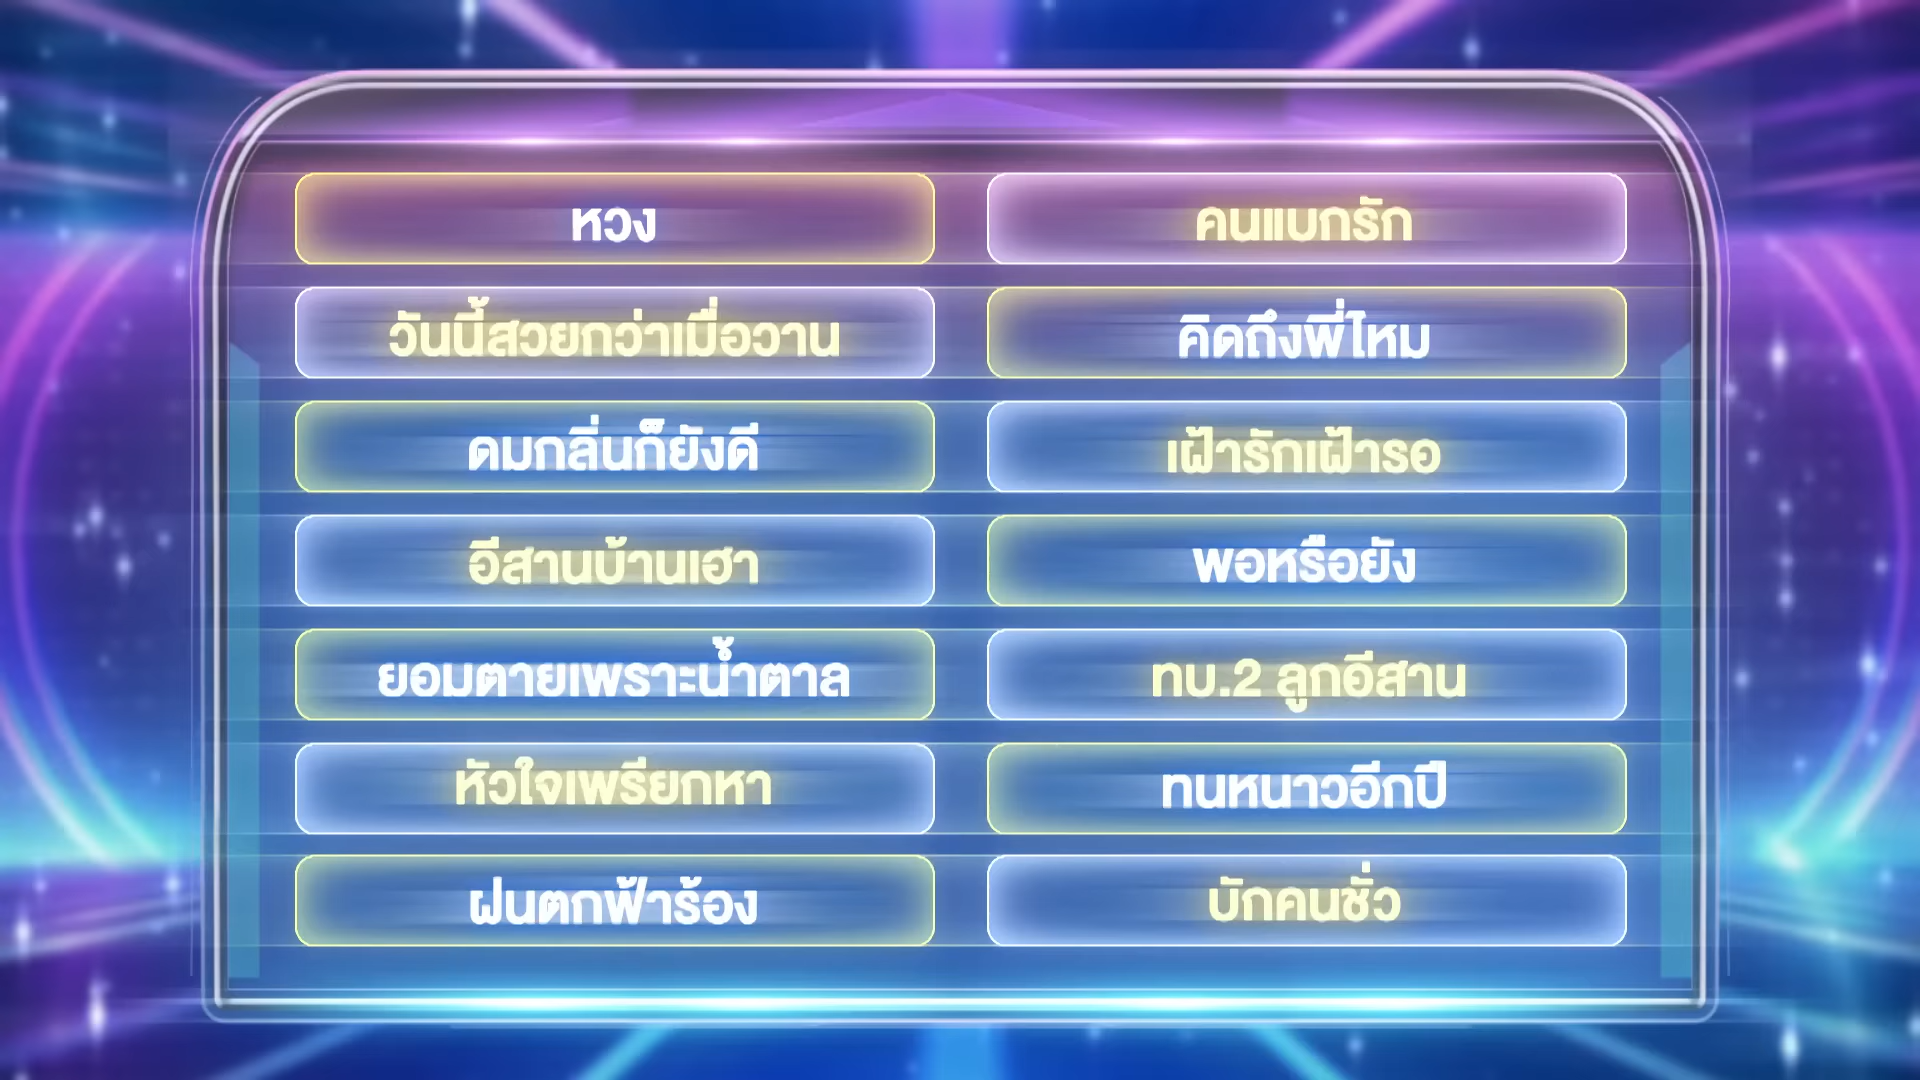 หวง
คนแบกรัก
วันนี้สวยกว่าเมื่อวาน
คิดถึงพี่ไหม
ดมกลิ่นก็ยังดี
เฝ้ารักเฝ้ารอ
อีสานบ้านเฮา
พอหรือยัง
ยอมตายเพราะน้ำตาล
ทบ.2 ลูกอีสาน
หัวใจเพรียกหา
ทนหนาวอีกปี
ฝนตกฟ้าร้อง
บักคนชั่ว